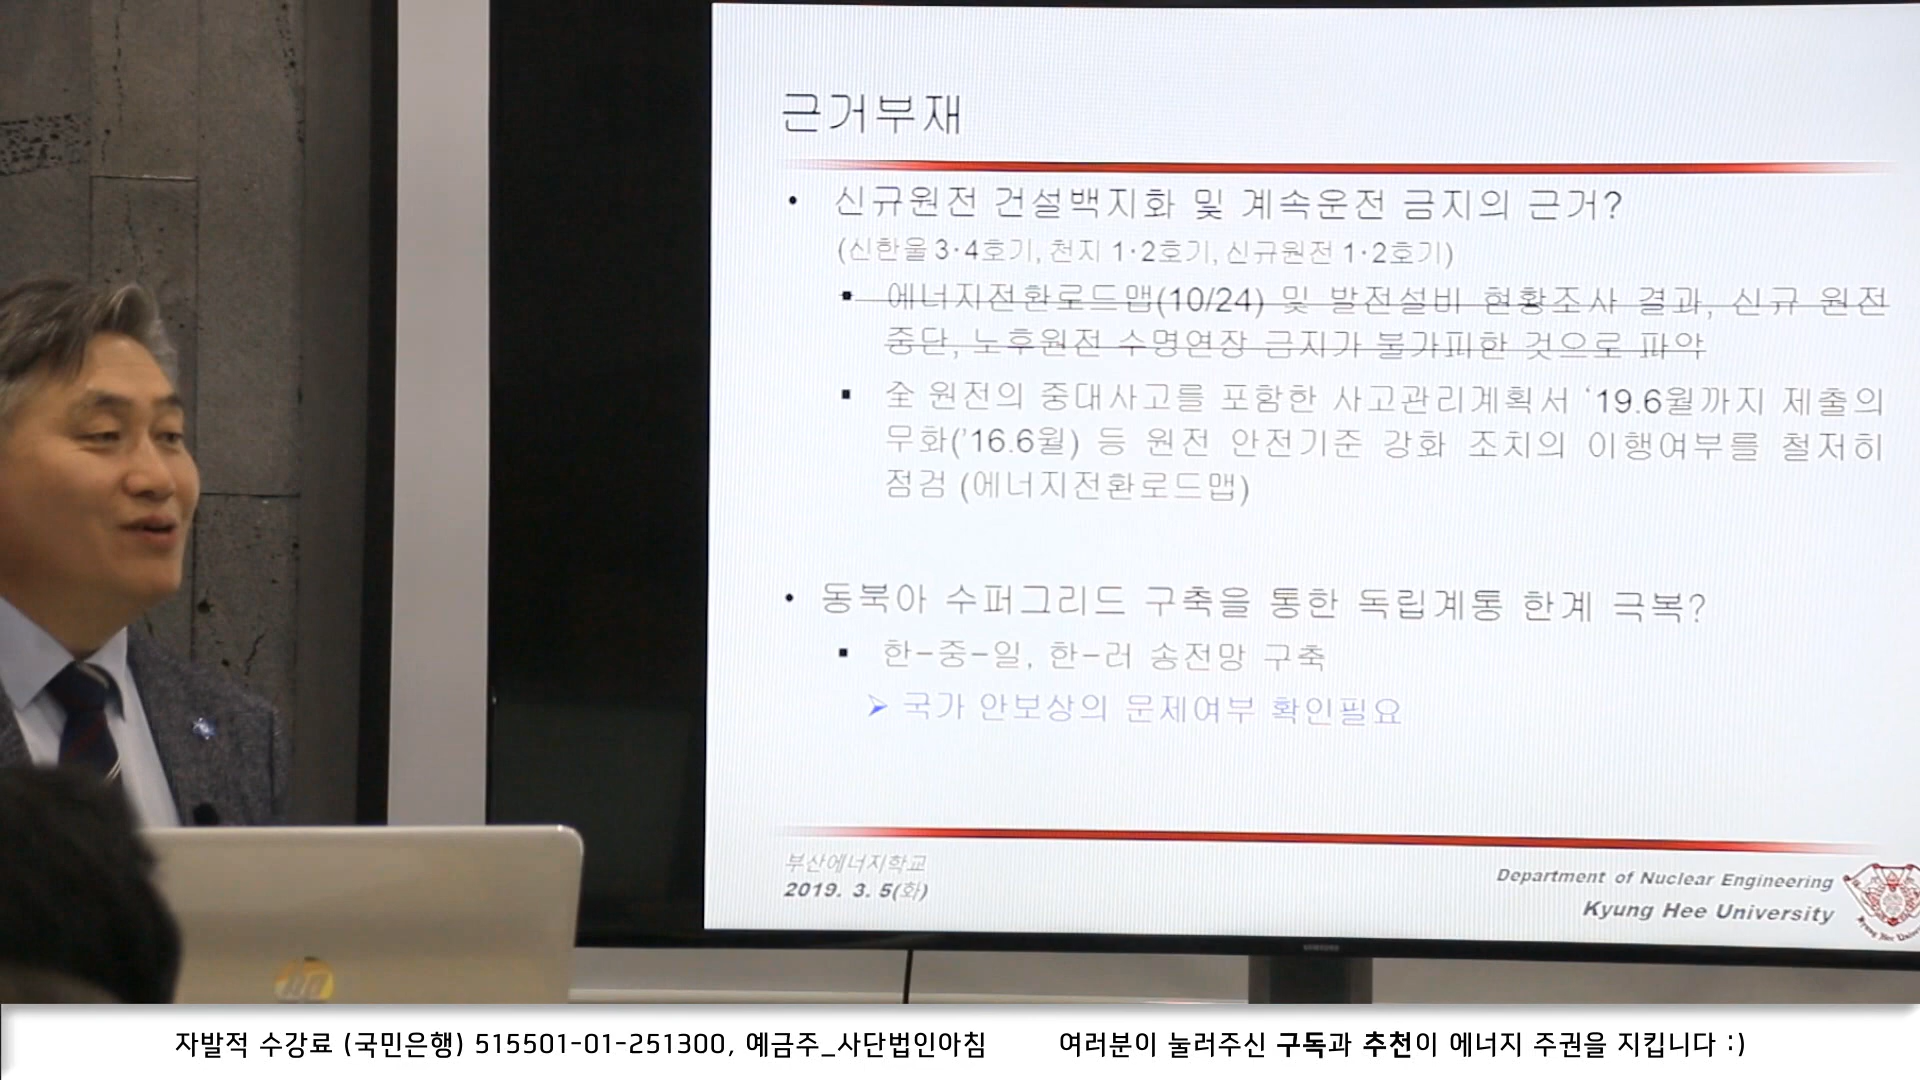 근거부재
• 신규원전 건설백지화 및 계속운전 금지의 근거?
(신한울 3·4호기, 천지 1·2호기, 신규원전 1·2호기)
▪ 에너지전환로드맵(10/24) 및 발전설비 현황조사 결과, 신규 원전
중단, 노후원전 수명연장 금지가 불가피한 것으로 파악
▪ 全 원전의 중대사고를 포함한 사고관리계획서 ‘19.6월까지 제출의
무화(’16.6월) 등 원전 안전기준 강화 조치의 이행여부를 철저히
점검 (에너지전환로드맵)
• 동북아 수퍼그리드 구축을 통한 독립계통 한계 극복?
▪ 한-중-일, 한-러 송전망 구축
➢ 국가 안보상의 문제여부 확인필요
부산에너지학교
2019. 3. 5(화)
Department of Nuclear Engineering
Kyung Hee University
SAMSUNG
hp
자발적 수강료 (국민은행) 515501-01-251300, 예금주_사단법인아침
여러분이 눌러주신 구독과 추천이 에너지 주권을 지킵니다 :)